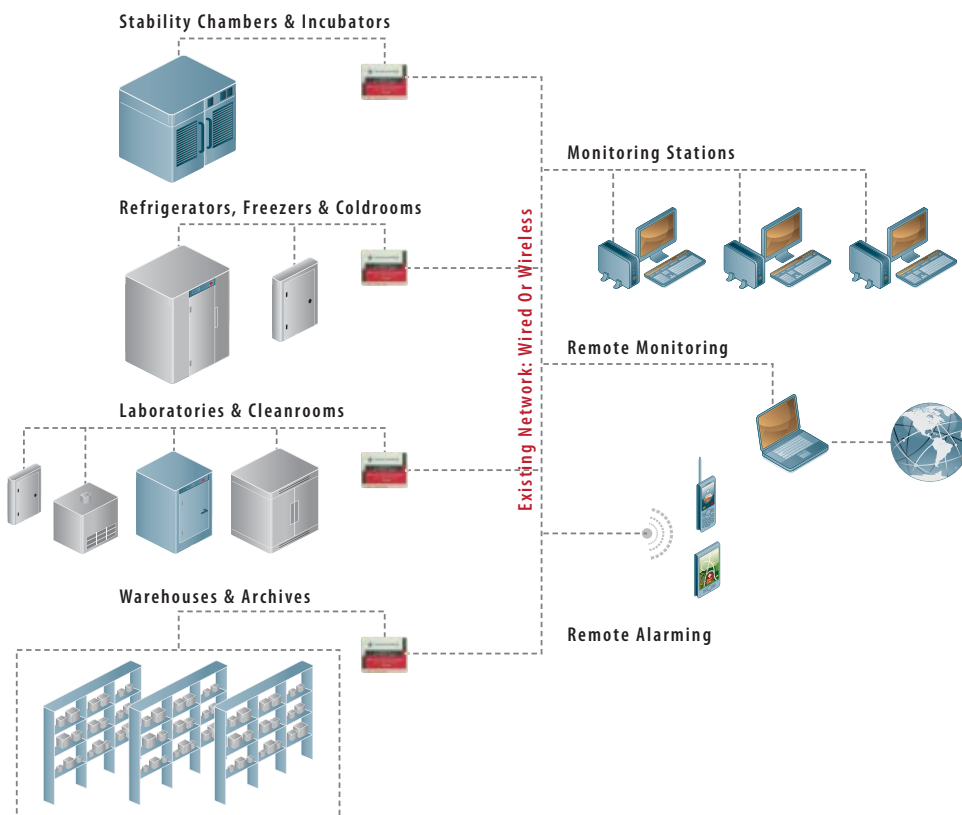 Stability Chambers & Incubators
Monitoring Stations
Refrigerators, Freezers & Coldrooms
Existing Network: Wired Or Wireless
Remote Monitoring
Laboratories & Cleanrooms
Warehouses & Archives
Remote Alarming